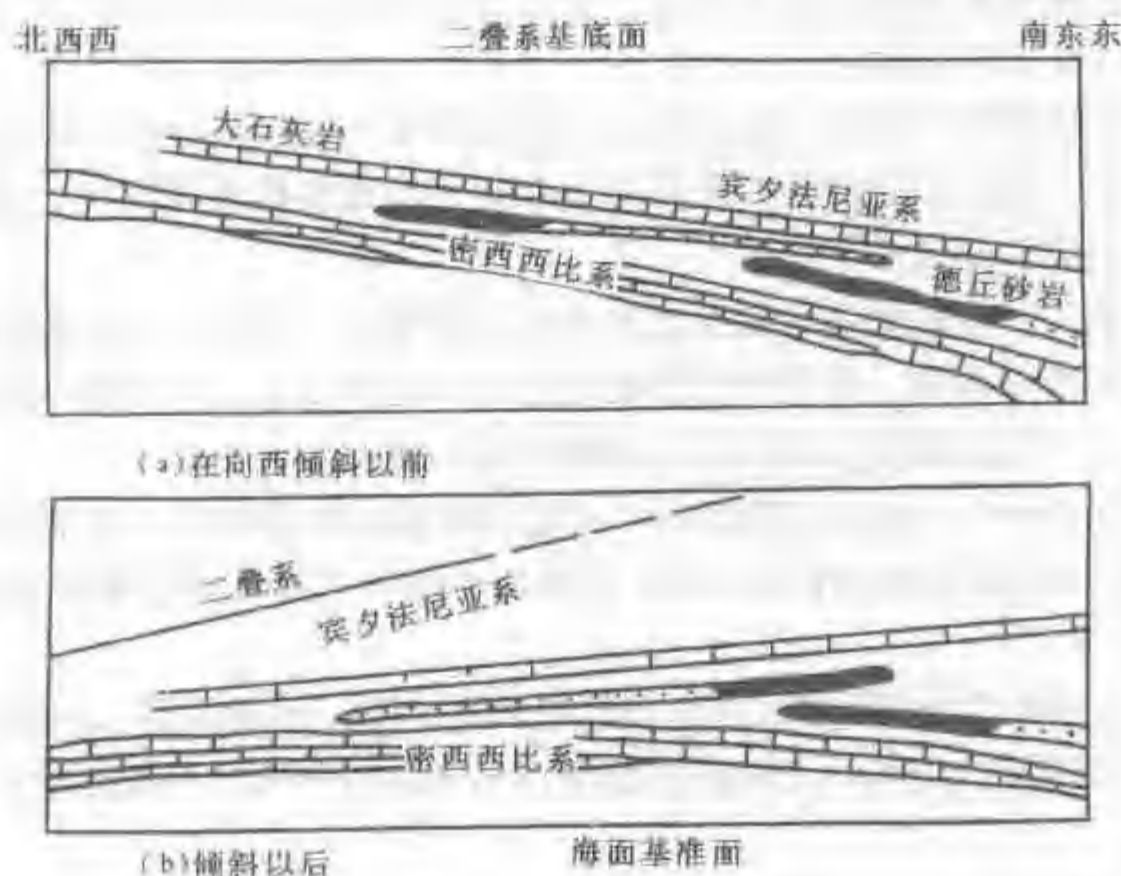 北西西 二叠系基底面 南东东
大石灰岩
宾夕法尼亚系
密西西比系
德丘砂岩
(a)在向西倾斜以前
二叠系
宾夕法尼亚系
密西西比系
(b)倾斜以后 海面基准面